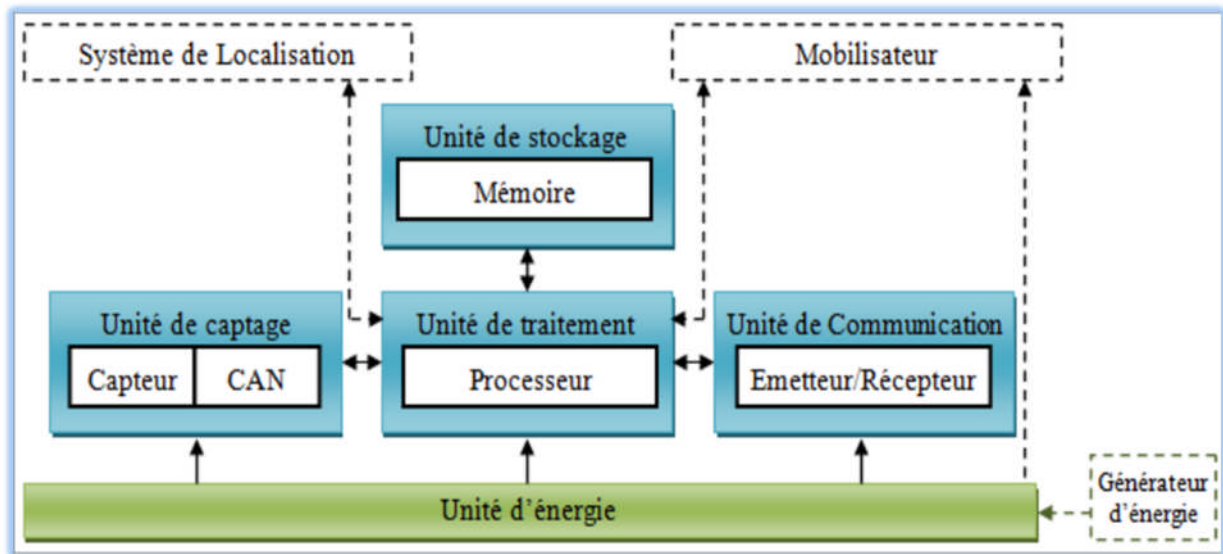 Système de Localisation
Mobilisateur
Unité de stockage
Mémoire
Unité de captage
Capteur
CAN
Unité de traitement
Processeur
Unité de Communication
Emetteur/Récepteur
Unité d’énergie
Générateur
d’énergie